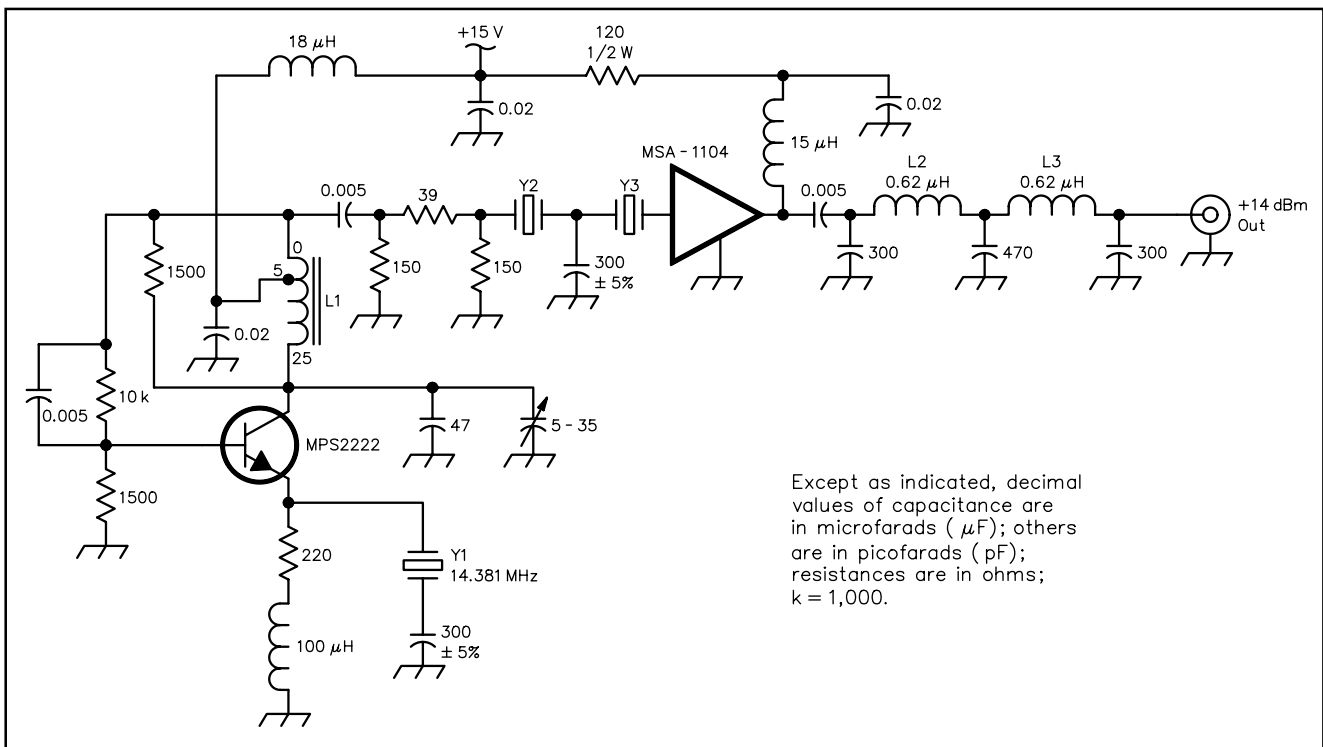 18 μH
+15 V
120
1/2 W
0.02
0.02
15 μH
MSA - 1104
L2
0.62 μH
L3
0.62 μH
0.005
39
Y2
Y3
0.005
+14 dBm
Out
0
5
1500
150
150
300
± 5%
300
470
300
L1
0.02
25
10 k
0.005
47
5 - 35
MPS2222
1500
220
Y1
14.381 MHz
300
± 5%
100 μH
Except as indicated, decimal
values of capacitance are
in microfarads ( μF); others
are in picofarads ( pF);
resistances are in ohms;
k = 1,000.